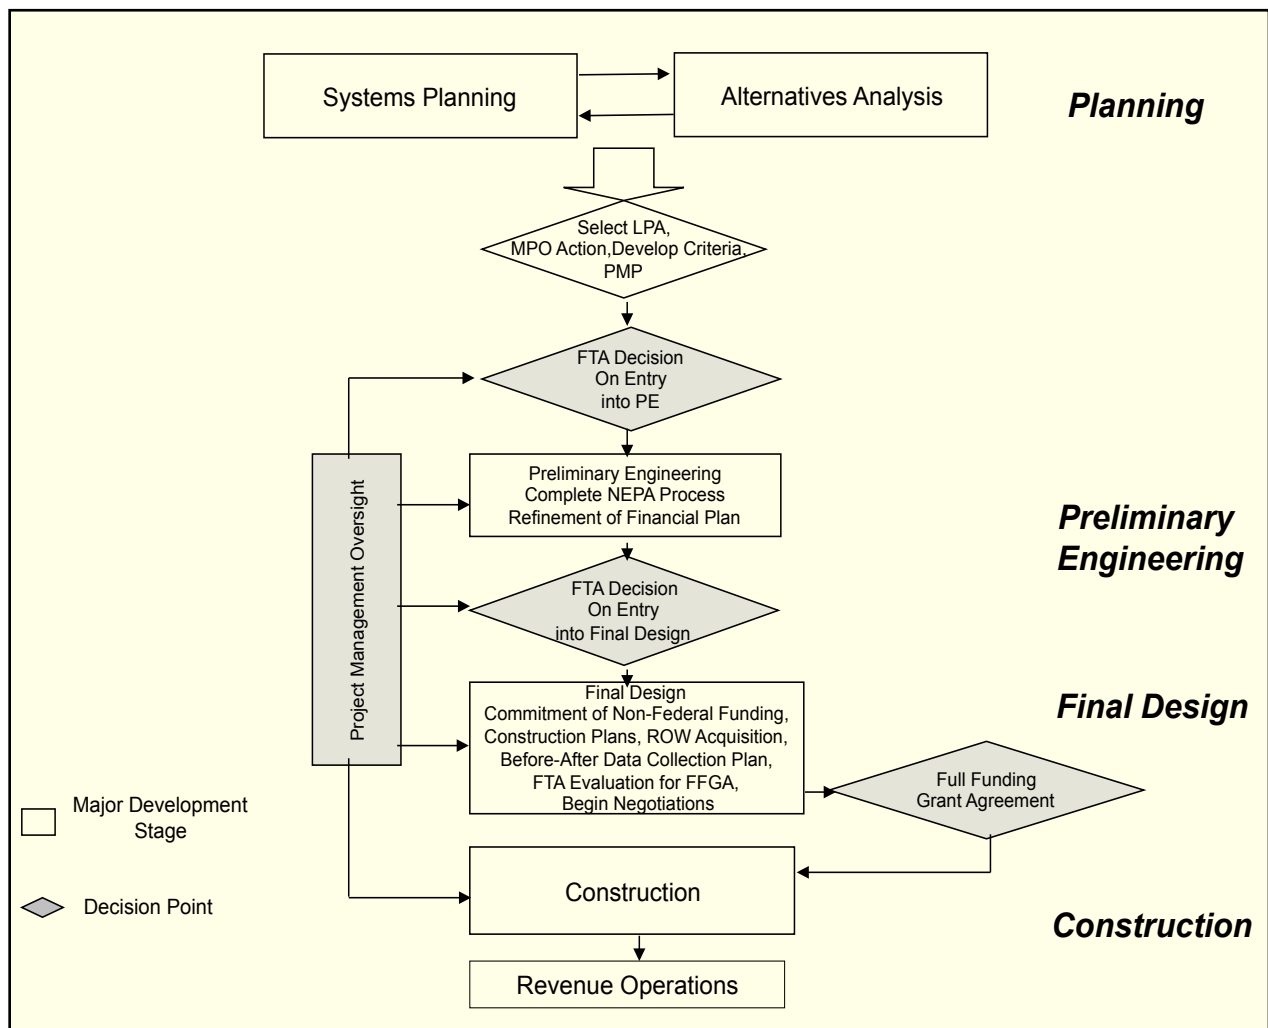 Systems Planning
Alternatives Analysis
Planning
Select LPA,
MPO Action,Develop Criteria,
PMP
FTA Decision
On Entry
into PE
Project Management Oversight
Preliminary Engineering
Complete NEPA Process
Refinement of Financial Plan
Preliminary
Engineering
FTA Decision
On Entry
into Final Design
Final Design
Commitment of Non-Federal Funding,
Construction Plans, ROW Acquisition,
Before-After Data Collection Plan,
FTA Evaluation for FFGA,
Begin Negotiations
Final Design
Full Funding
Grant Agreement
Major Development
Stage
Decision Point
Construction
Construction
Revenue Operations